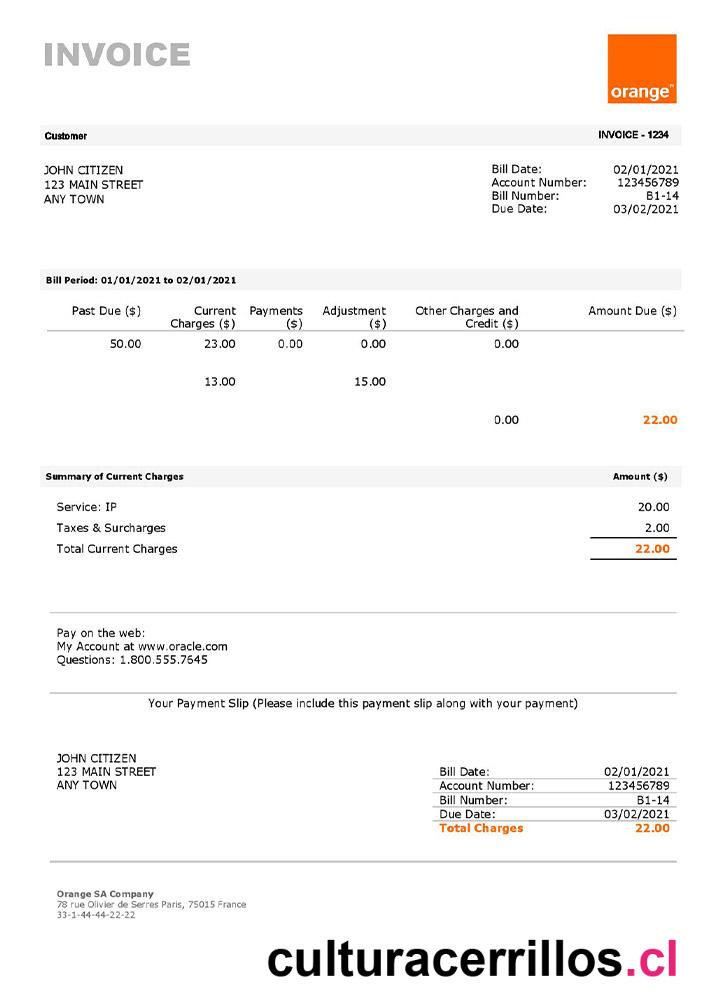 INVOICE
orange™
Customer INVOICE - 1234
JOHN CITIZEN
123 MAIN STREET
ANY TOWN
Bill Date: 02/01/2021
Account Number: 123456789
Bill Number: B1-14
Due Date: 03/02/2021
Bill Period: 01/01/2021 to 02/01/2021
Past Due ($) Current Charges ($) Payments ($) Adjustment ($) Other Charges and Credit ($) Amount Due ($)
50.00 23.00 0.00 0.00 0.00
13.00 15.00
0.00 22.00
Summary of Current Charges Amount ($)
Service: IP 20.00
Taxes & Surcharges 2.00
Total Current Charges 22.00
Pay on the web:
My Account at www.oracle.com
Questions: 1.800.555.7645
Your Payment Slip (Please include this payment slip along with your payment)
JOHN CITIZEN
123 MAIN STREET
ANY TOWN
Bill Date: 02/01/2021
Account Number: 123456789
Bill Number: B1-14
Due Date: 03/02/2021
Total Charges 22.00
Orange SA Company
78 rue Olivier de Serres Paris, 75015 France
33-1-44-44-22-22
culturacerrillos.cl